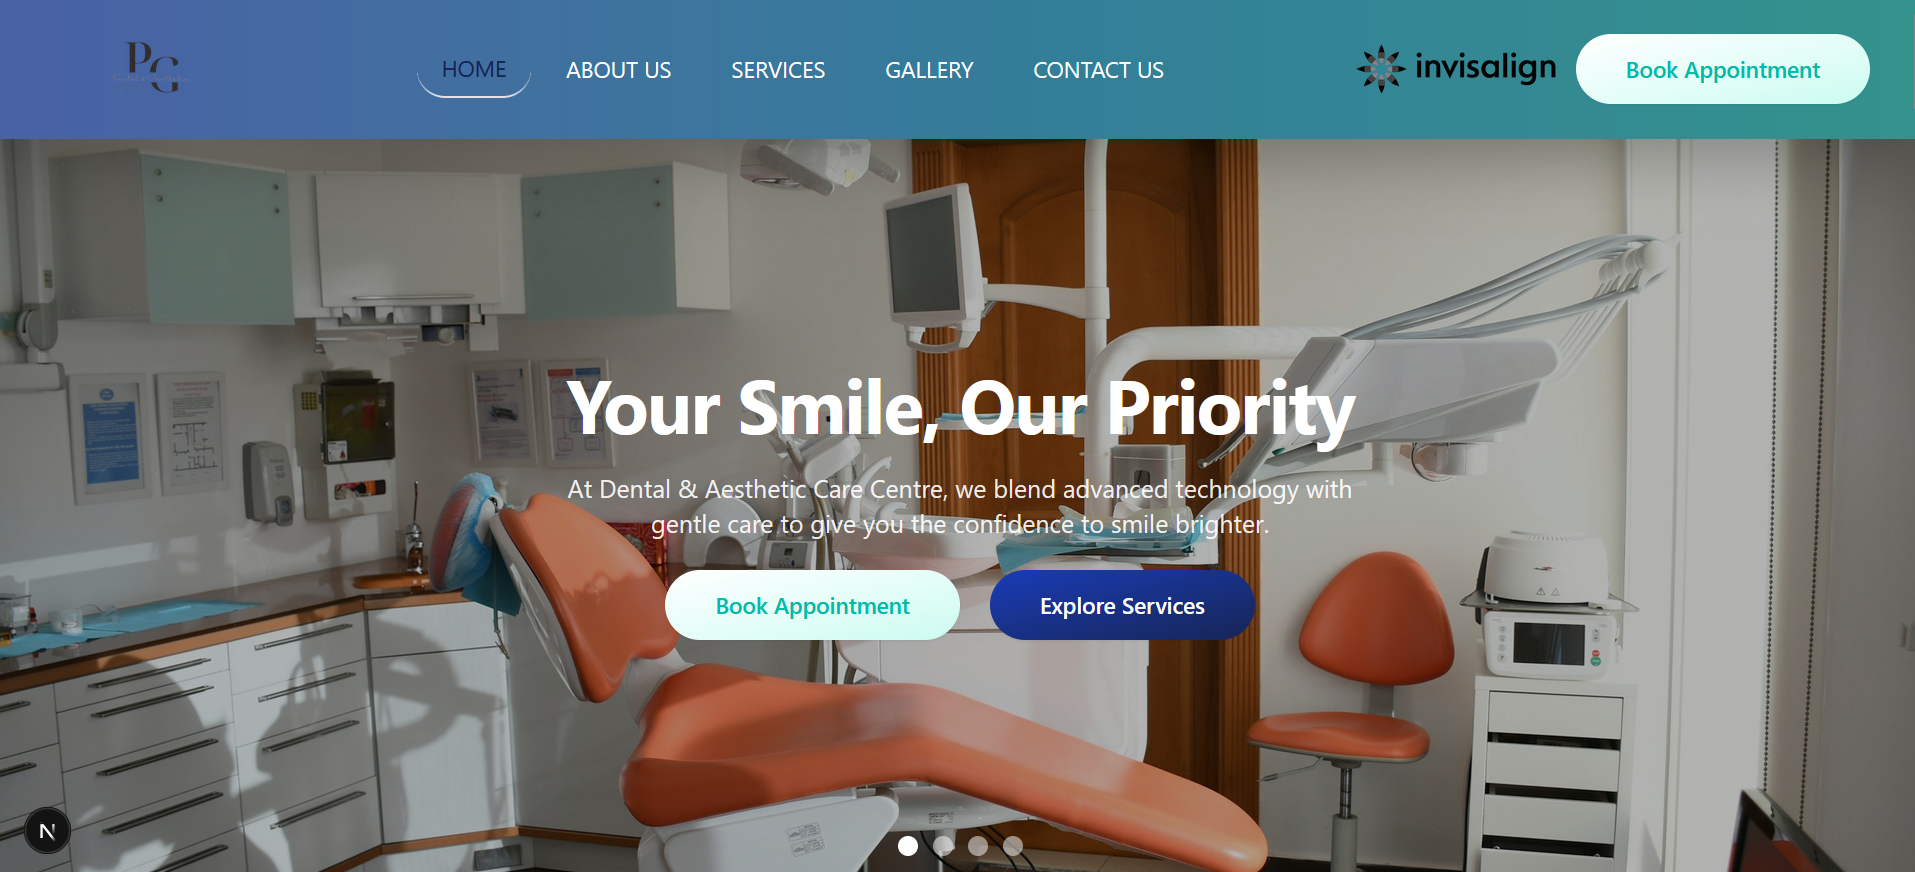 PG
HOME
ABOUT US
SERVICES
GALLERY
CONTACT US
invisalign
Book Appointment
Your Smile, Our Priority
At Dental & Aesthetic Care Centre, we blend advanced technology with
gentle care to give you the confidence to smile brighter.
Book Appointment
Explore Services
N